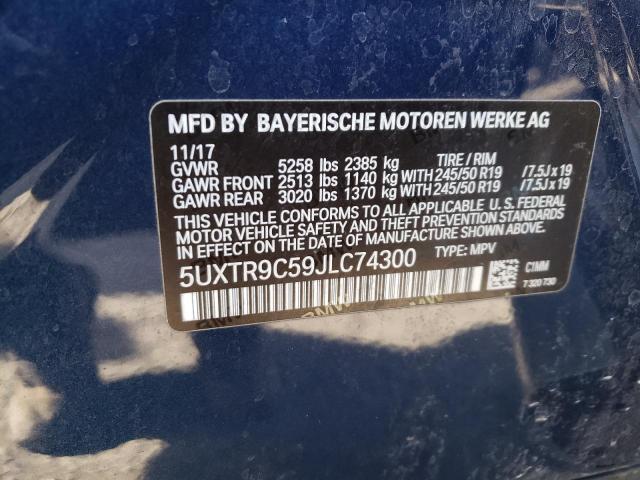 MFD BY BAYERISCHE MOTOREN WERKE AG
11/17 TIRE / RIM
GVWR 5258 lbs 2385 kg
GAWR FRONT 2513 lbs 1140 kg WITH 245/50 R19 /7.5J x 19
GAWR REAR 3020 lbs 1370 kg WITH 245/50 R19 /7.5J x 19
THIS VEHICLE CONFORMS TO ALL APPLICABLE U. S. FEDERAL
MOTOR VEHICLE SAFETY AND THEFT PREVENTION STANDARDS
IN EFFECT ON THE DATE OF MANUFACTURE SHOWN ABOVE.
5UXTR9C59JLC74300 TYPE: MPV
C1MM
7 320 730
BMW